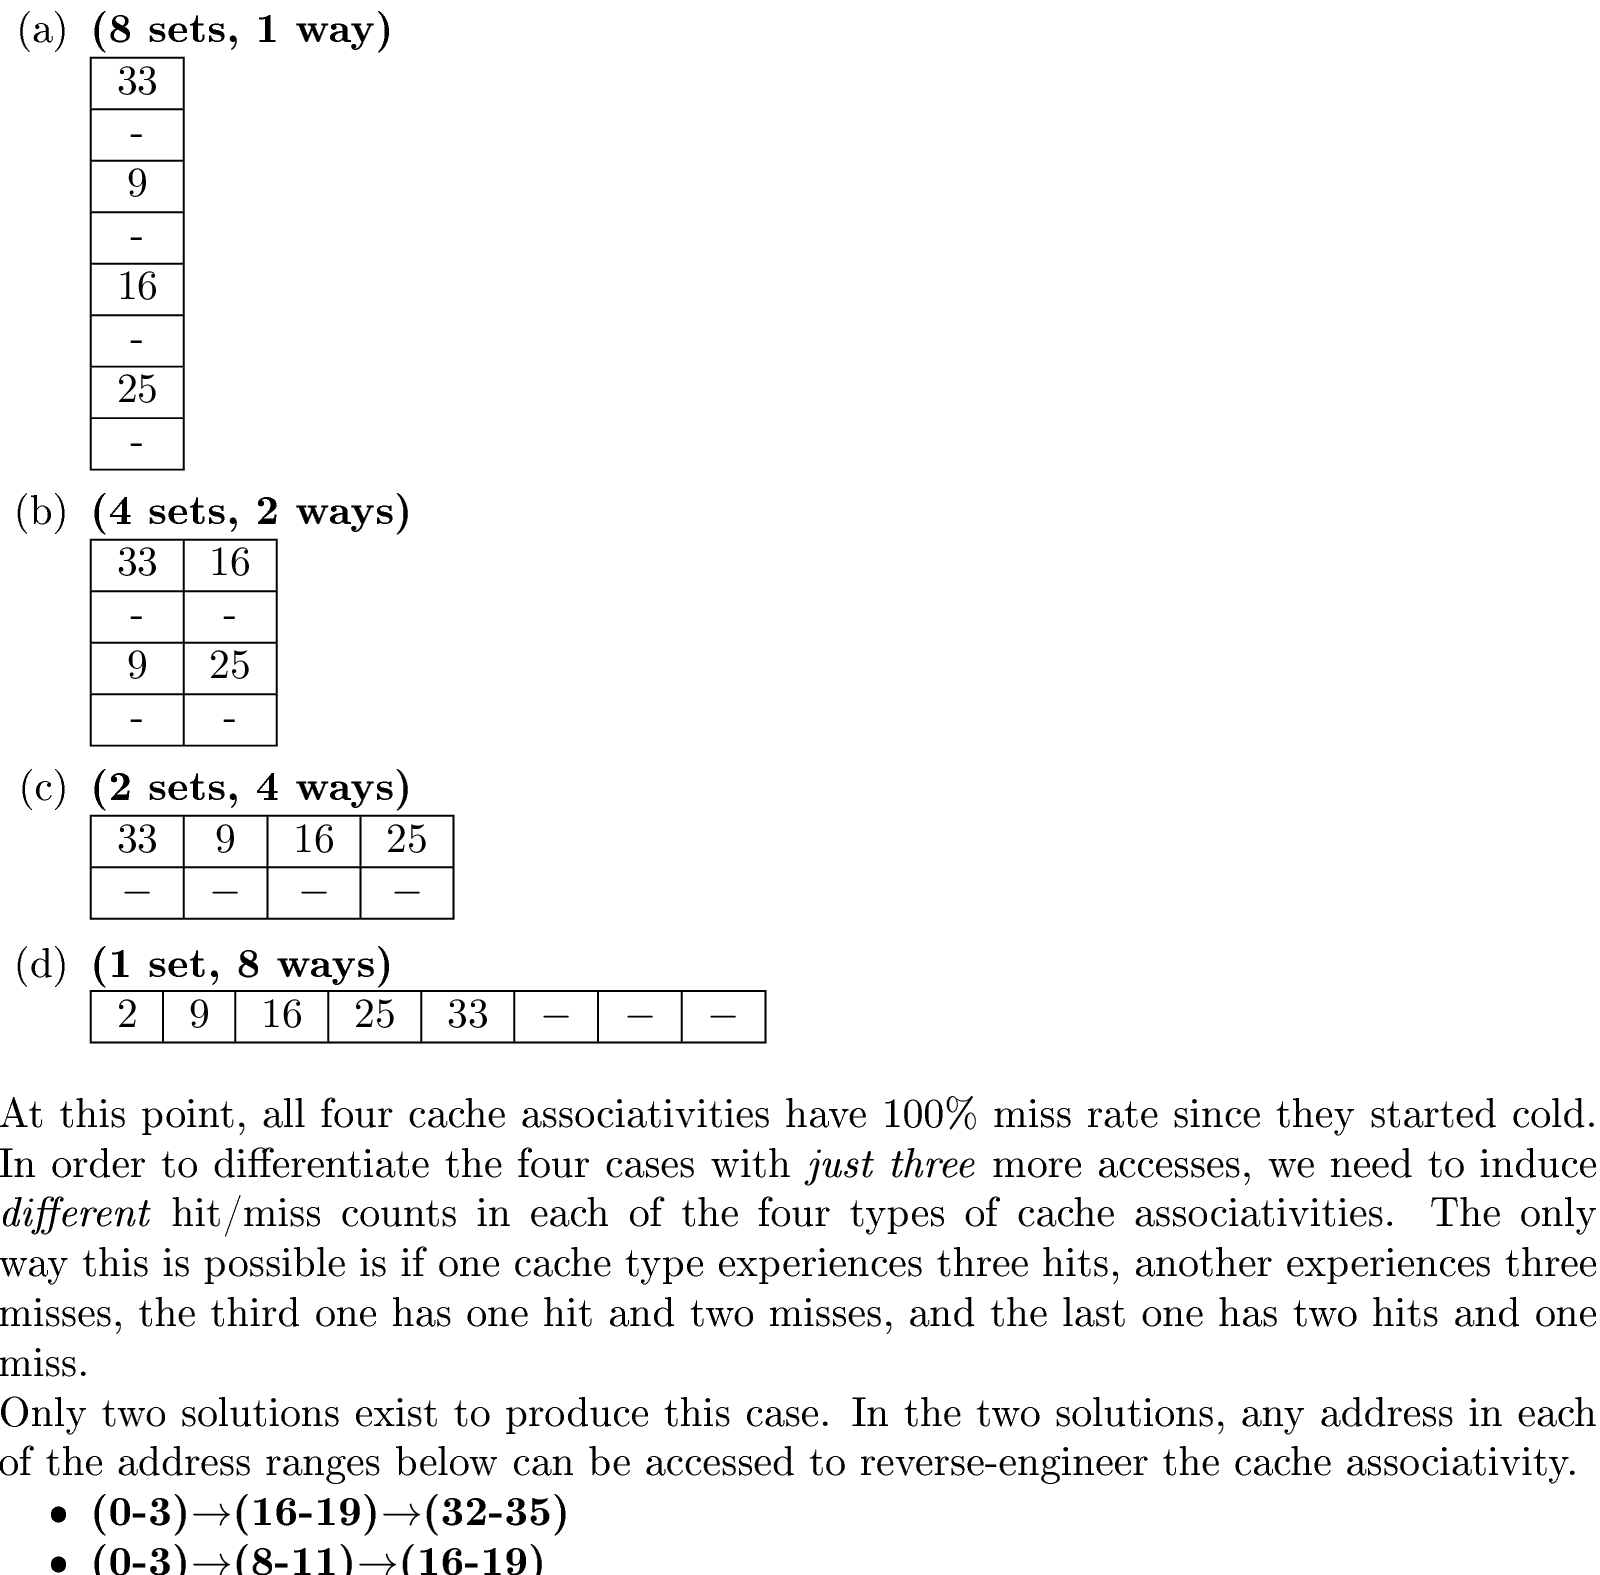 (a) (8 sets, 1 way)
33
-
9
-
16
-
25
-
(b) (4 sets, 2 ways)
33 16
- -
9 25
- -
(c) (2 sets, 4 ways)
33 9 16 25
− − − −
(d) (1 set, 8 ways)
2 9 16 25 33 − − −
At this point, all four cache associativities have 100% miss rate since they started cold.
In order to differentiate the four cases with just three more accesses, we need to induce
different hit/miss counts in each of the four types of cache associativities. The only
way this is possible is if one cache type experiences three hits, another experiences three
misses, the third one has one hit and two misses, and the last one has two hits and one
miss.
Only two solutions exist to produce this case. In the two solutions, any address in each
of the address ranges below can be accessed to reverse-engineer the cache associativity.
• (0-3)→(16-19)→(32-35)
• (0-3)→(8-11)→(16-19)